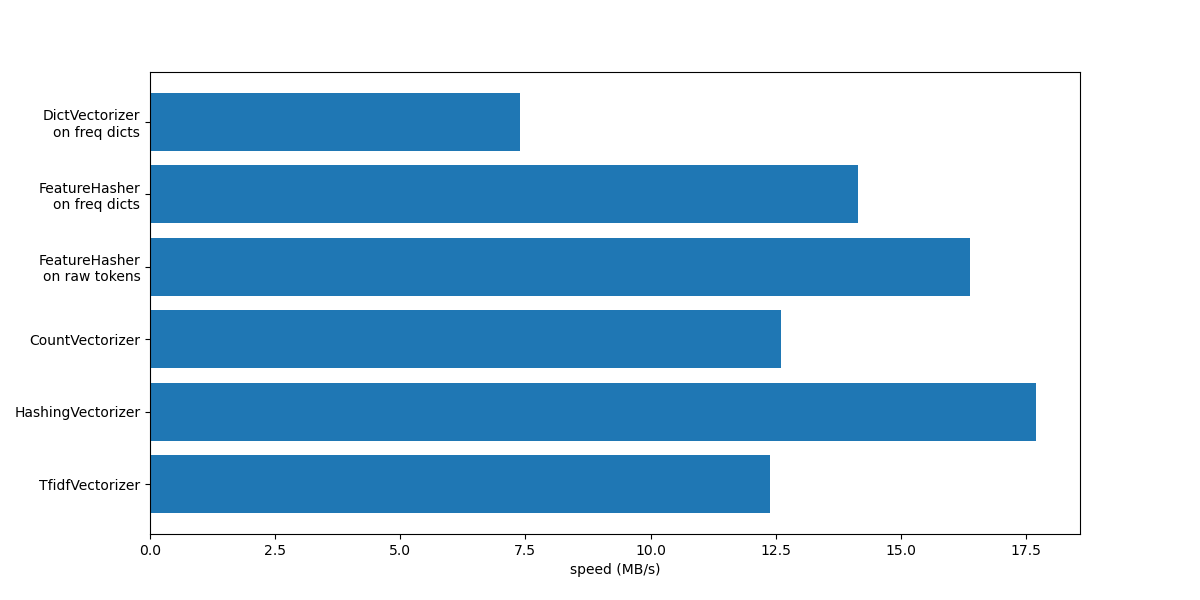 DictVectorizer
on freq dicts
FeatureHasher
on freq dicts
FeatureHasher
on raw tokens
CountVectorizer
HashingVectorizer
TfidfVectorizer
0.0 2.5 5.0 7.5 10.0 12.5 15.0 17.5
speed (MB/s)